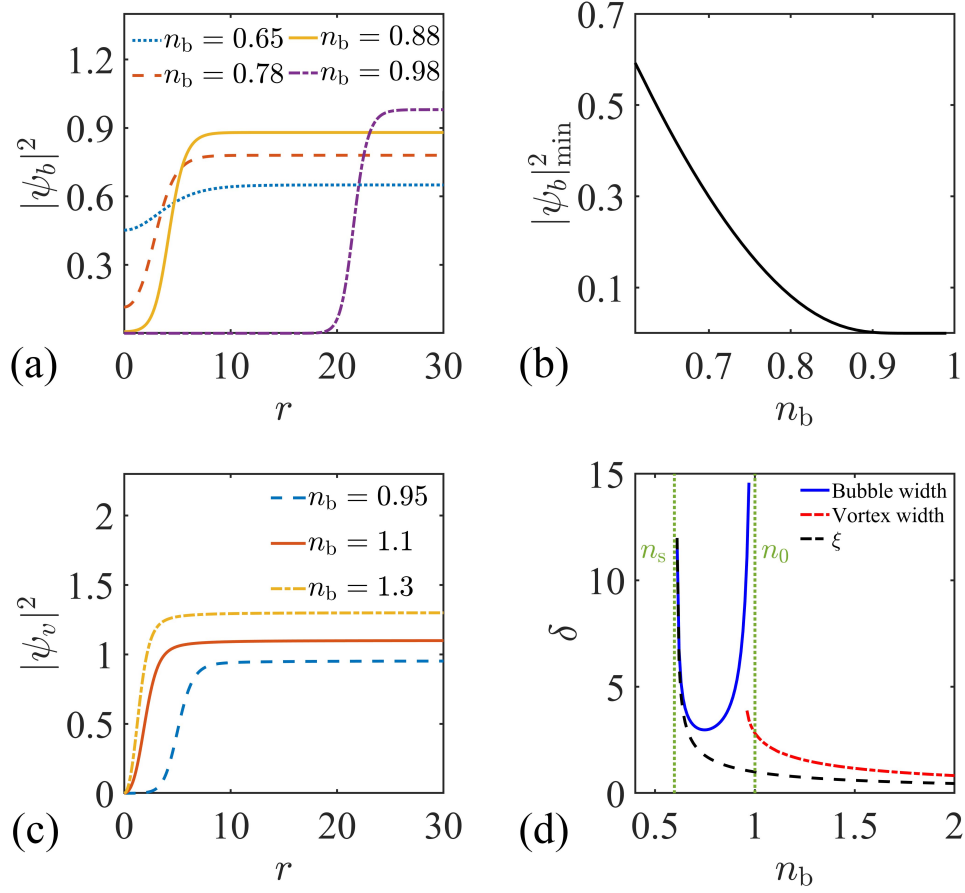 1.2
0.9
0.6
0.3
|ψ_b|²
n_b = 0.65
n_b = 0.88
n_b = 0.78
n_b = 0.98
0 10 20 30
r
(a)
0.7
0.5
0.3
0.1
|ψ_b|²_min
0.7 0.8 0.9 1
n_b
(b)
2
1.5
1
0.5
0
|ψ_v|²
n_b = 0.95
n_b = 1.1
n_b = 1.3
0 10 20 30
r
(c)
15
10
5
0
δ
Bubble width
Vortex width
ξ
n_s
n_0
0.5 1 1.5 2
n_b
(d)